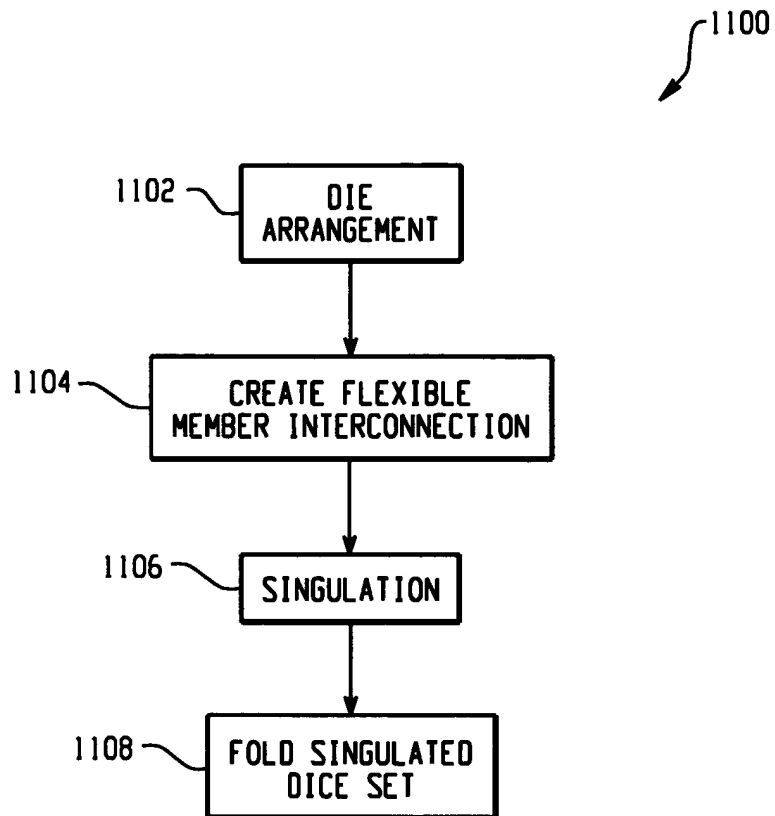 1100
1102
DIE
ARRANGEMENT
1104
CREATE FLEXIBLE
MEMBER INTERCONNECTION
1106
SINGULATION
1108
FOLD SINGULATED
DICE SET